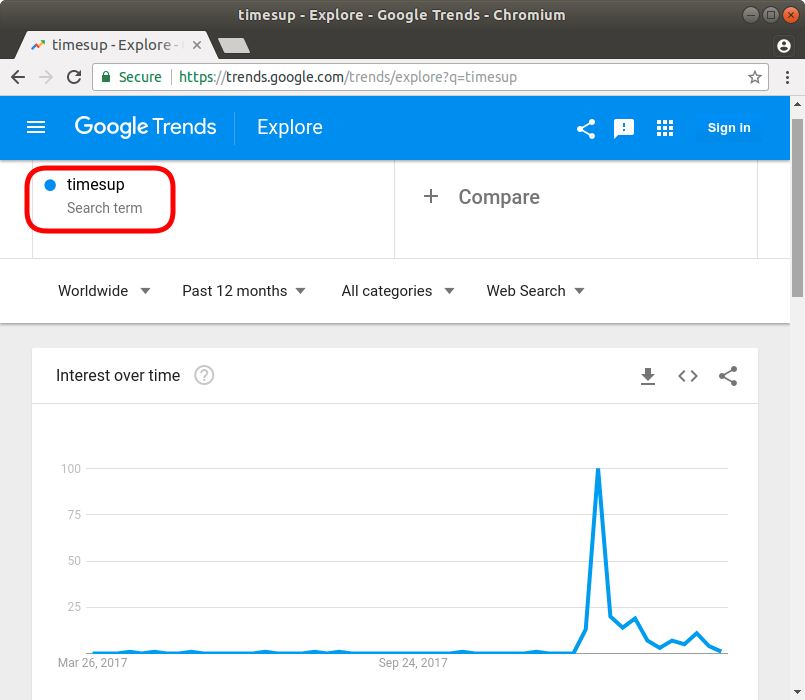 timesup - Explore - Google Trends - Chromium
timesup - Explore -
Secure https://trends.google.com/trends/explore?q=timesup
Google Trends Explore Sign in
timesup
Search term
+ Compare
Worldwide Past 12 months All categories Web Search
Interest over time ?
100
75
50
25
Mar 26, 2017 Sep 24, 2017